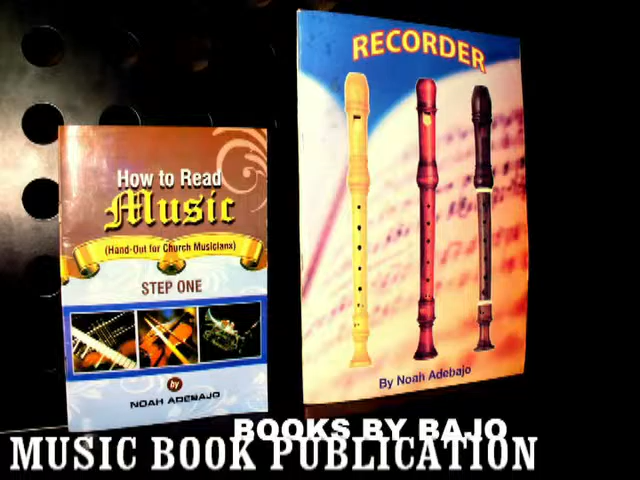 How to Read
Music
(Hand-Out for Church Musicians)
STEP ONE
by
NOAH ADEBAJO
RECORDER
By Noah Adebajo
BOOKS BY BAJO
MUSIC BOOK PUBLICATION